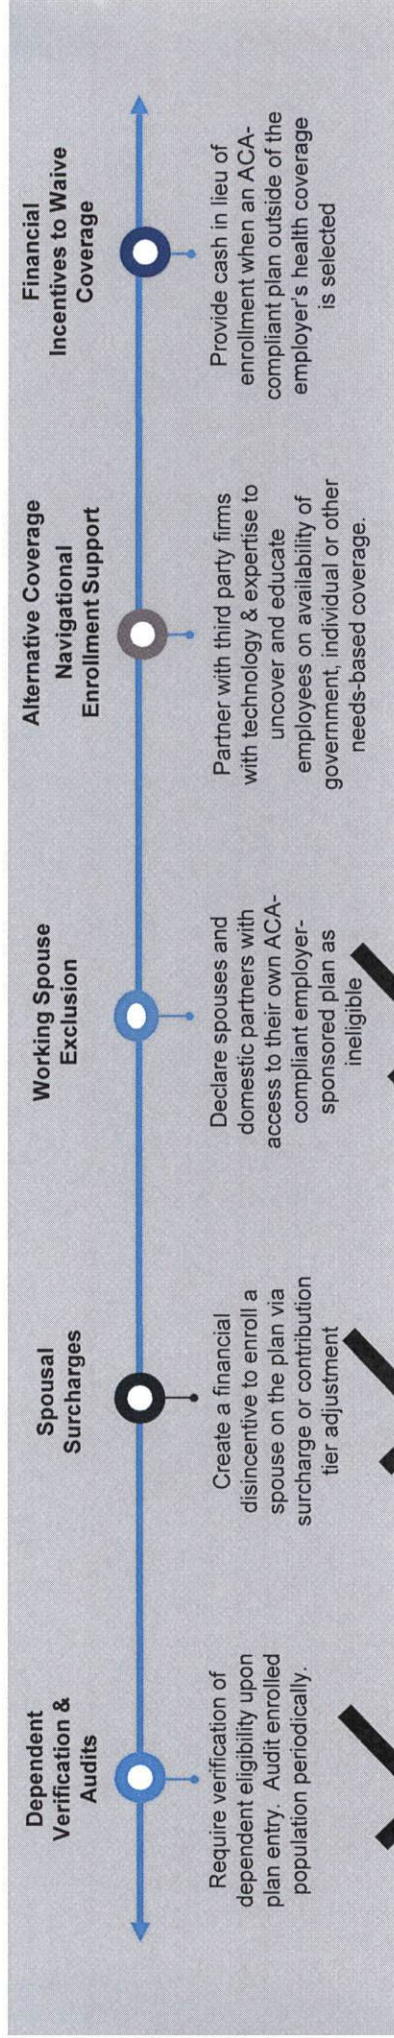 Dependent
Verification &
Audits
Require verification of
dependent eligibility upon
plan entry. Audit enrolled
population periodically.
Spousal
Surcharges
Create a financial
disincentive to enroll a
spouse on the plan via
surcharge or contribution
tier adjustment
Working Spouse
Exclusion
Declare spouses and
domestic partners with
access to their own ACA-
compliant employer-
sponsored plan as
ineligible
Alternative Coverage
Navigational
Enrollment Support
Partner with third party firms
with technology & expertise to
uncover and educate
employees on availability of
government, individual or other
needs-based coverage.
Financial
Incentives to Waive
Coverage
Provide cash in lieu of
enrollment when an ACA-
compliant plan outside of the
employer's health coverage
is selected